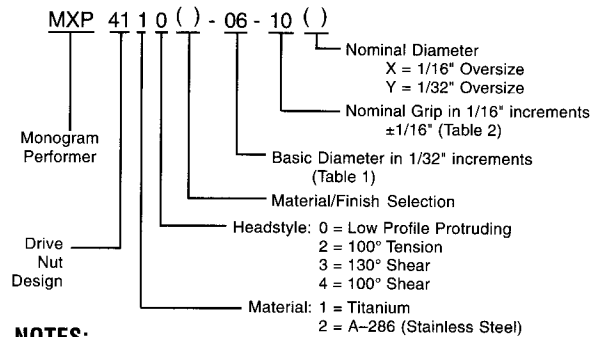 MXP 41 1 0 ( ) - 06 - 10 ( )
Nominal Diameter
X = 1/16" Oversize
Y = 1/32" Oversize
Nominal Grip in 1/16" increments
±1/16" (Table 2)
Monogram
Performer
Basic Diameter in 1/32" increments
(Table 1)
Material/Finish Selection
Headstyle: 0 = Low Profile Protruding
2 = 100° Tension
3 = 130° Shear
4 = 100° Shear
Drive
Nut
Design
Material: 1 = Titanium
2 = A-286 (Stainless Steel)
NOTES: